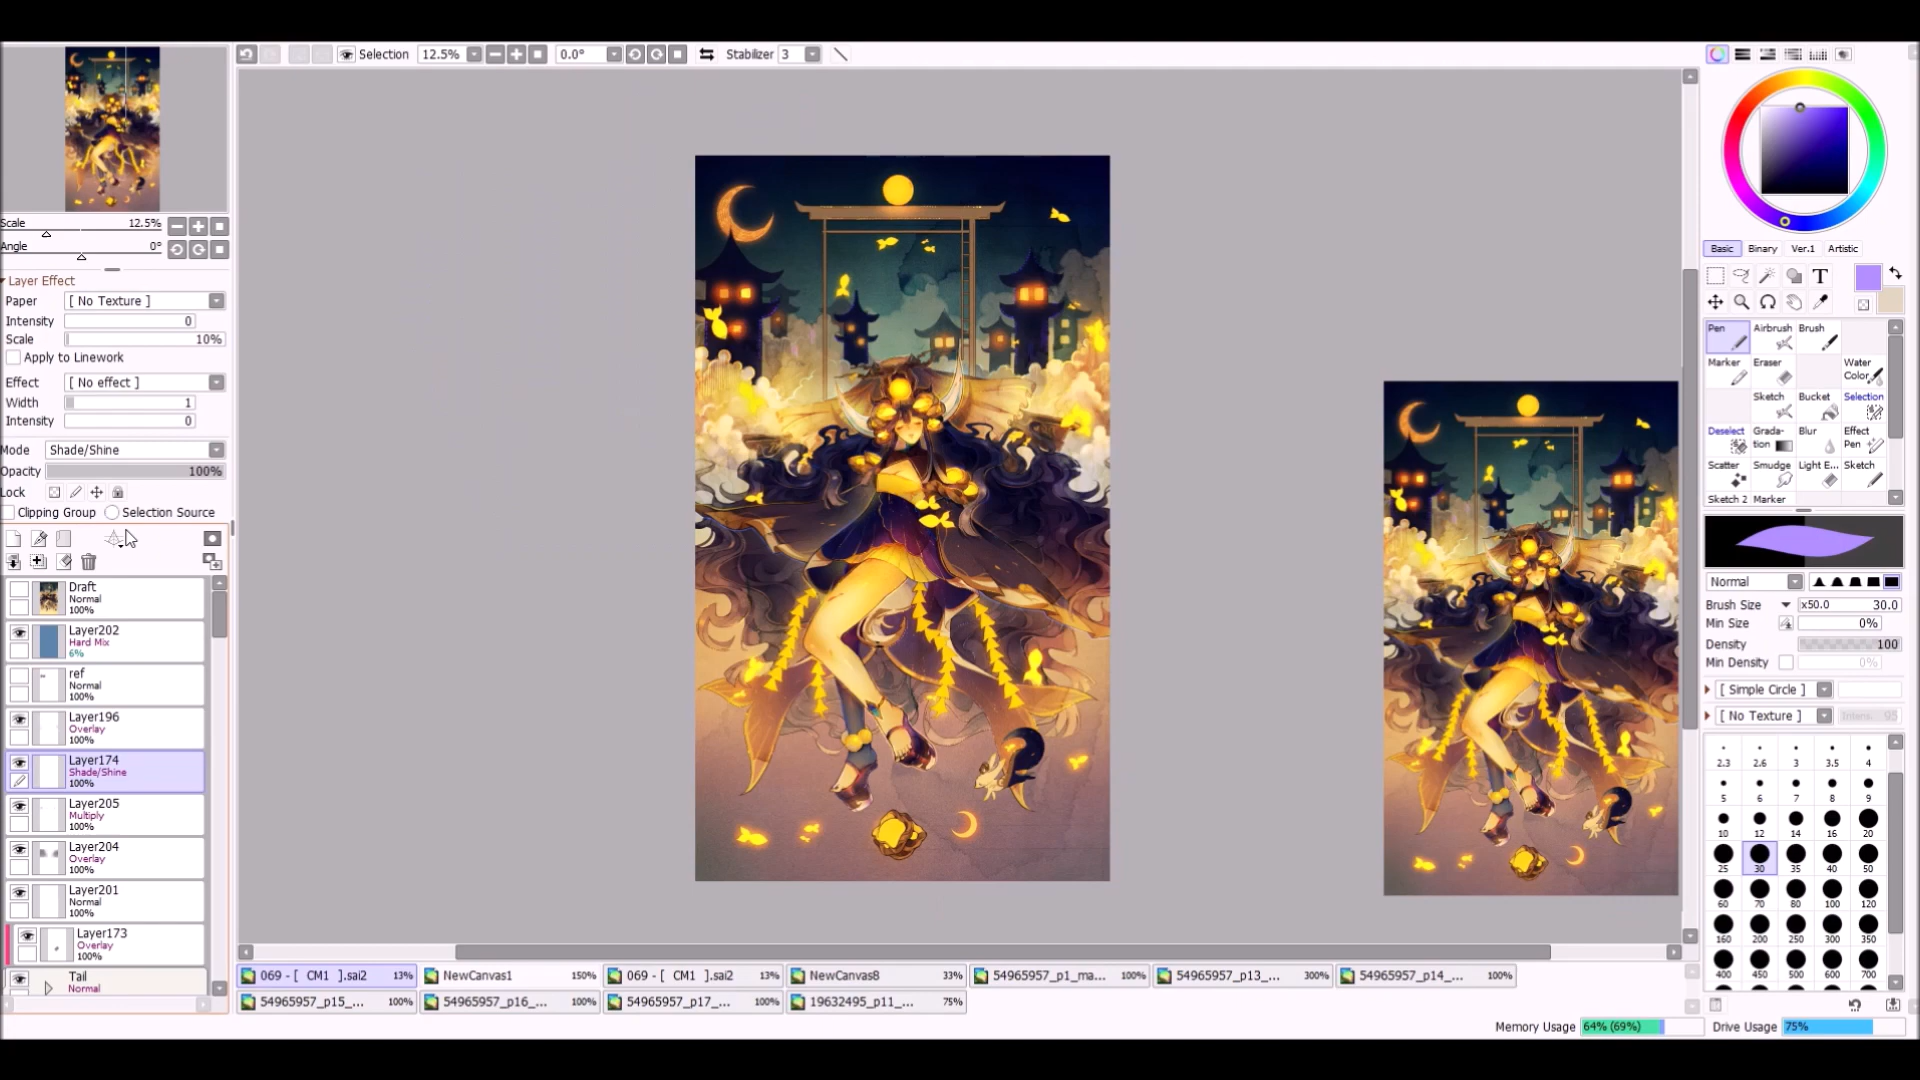 Selection 12.5% 0.0° Stabilizer 3
Scale 12.5%
Angle 0°
Layer Effect
Paper [ No Texture ]
Intensity 0
Scale 10%
Apply to Linework
Effect [ No effect ]
Width 1
Intensity 0
Mode Shade/Shine
Opacity 100%
Lock
Clipping Group Selection Source
Draft
Normal
100%
Layer202
Hard Mix
6%
ref
Normal
100%
Layer196
Overlay
100%
Layer174
Shade/Shine
100%
Layer205
Multiply
100%
Layer204
Overlay
100%
Layer201
Normal
100%
Layer173
Overlay
100%
Tail
Normal
069 - [ CM1 ].sai2 13% NewCanvas1 150% 069 - [ CM1 ].sai2 13% NewCanvas8 33% 54965957_p1_ma... 100% 54965957_p13_... 300% 54965957_p14_... 100%
54965957_p15_... 100% 54965957_p16_... 100% 54965957_p17_... 100% 19632495_p11_... 75%
Memory Usage 64% (69%) Drive Usage 75%
Basic Binary Ver.1 Artistic
T
Pen Airbrush Brush
Marker Eraser Water Color
Sketch Bucket Selection
Deselect Grada-tion Blur Effect Pen
Scatter Smudge Light E... Sketch
Sketch 2 Marker
Normal
Brush Size x50.0 30.0
Min Size 0%
Density 100
Min Density 0%
[ Simple Circle ]
[ No Texture ] Intens. 95
2.3 2.6 3 3.5 4
5 6 7 8 9
10 12 14 16 20
25 30 35 40 50
60 70 80 100 120
160 200 250 300 350
400 450 500 600 700